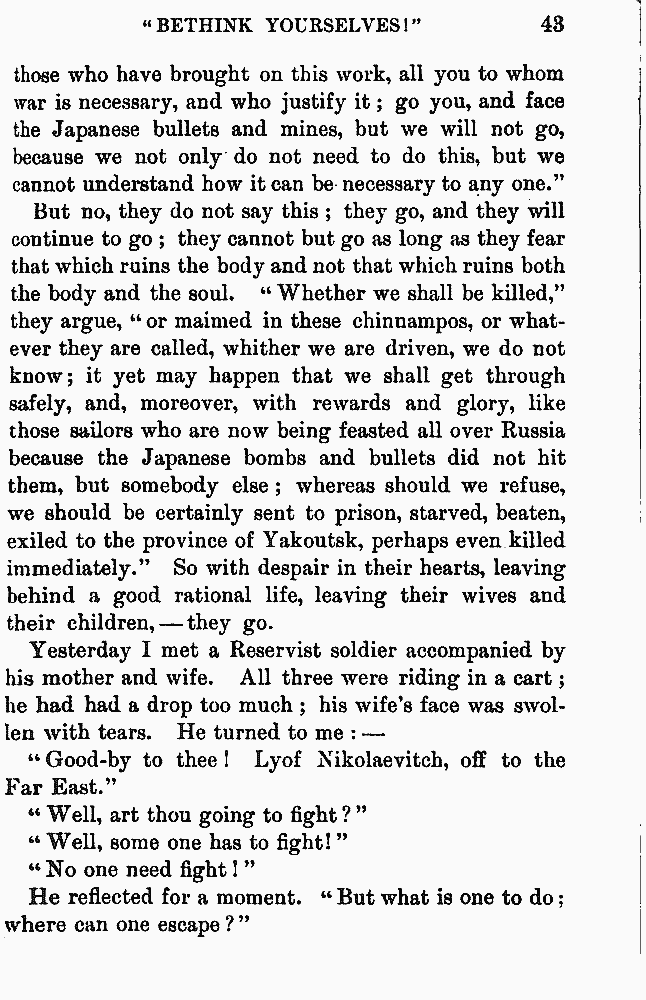 "BETHINK YOURSELVES!" 43
those who have brought on this work, all you to whom
war is necessary, and who justify it; go you, and face
the Japanese bullets and mines, but we will not go,
because we not only do not need to do this, but we
cannot understand how it can be necessary to any one."
But no, they do not say this; they go, and they will
continue to go; they cannot but go as long as they fear
that which ruins the body and not that which ruins both
the body and the soul. "Whether we shall be killed,"
they argue, "or maimed in these chinnampos, or what-
ever they are called, whither we are driven, we do not
know; it yet may happen that we shall get through
safely, and, moreover, with rewards and glory, like
those sailors who are now being feasted all over Russia
because the Japanese bombs and bullets did not hit
them, but somebody else; whereas should we refuse,
we should be certainly sent to prison, starved, beaten,
exiled to the province of Yakoutsk, perhaps even killed
immediately." So with despair in their hearts, leaving
behind a good rational life, leaving their wives and
their children,—they go.
Yesterday I met a Reservist soldier accompanied by
his mother and wife. All three were riding in a cart;
he had had a drop too much; his wife's face was swol-
len with tears. He turned to me:—
"Good-by to thee! Lyof Nikolaevitch, off to the
Far East."
"Well, art thou going to fight?"
"Well, some one has to fight!"
"No one need fight!"
He reflected for a moment. "But what is one to do;
where can one escape?"